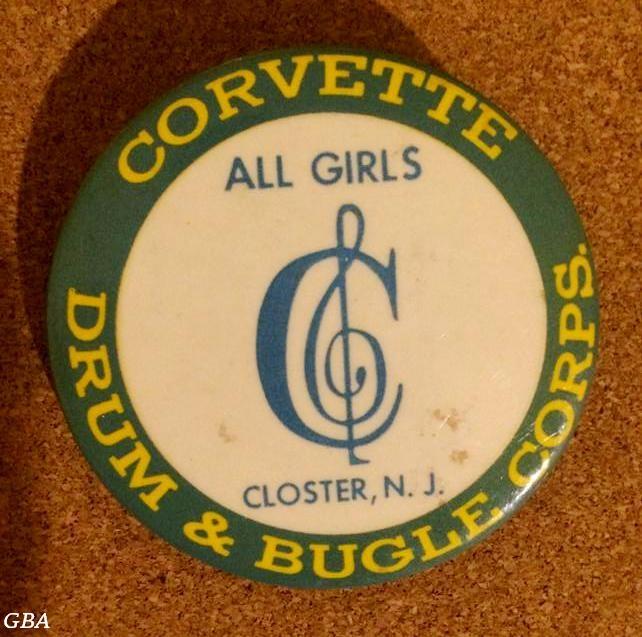 CORVETTE
ALL GIRLS
C
CLOSTER, N. J.
DRUM & BUGLE CORPS.
GBA